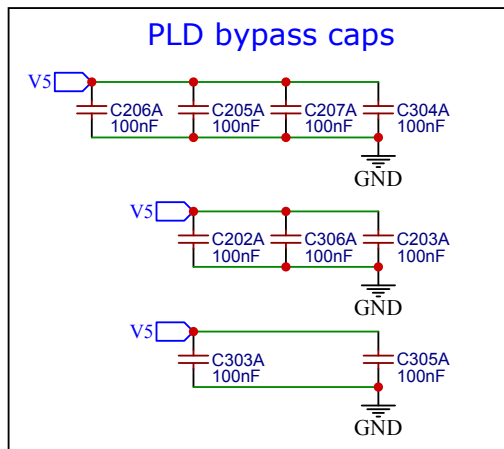 PLD bypass caps
V5
C206A C205A C207A C304A
100nF 100nF 100nF 100nF
GND
V5
C202A C306A C203A
100nF 100nF 100nF
GND
V5
C303A C305A
100nF 100nF
GND